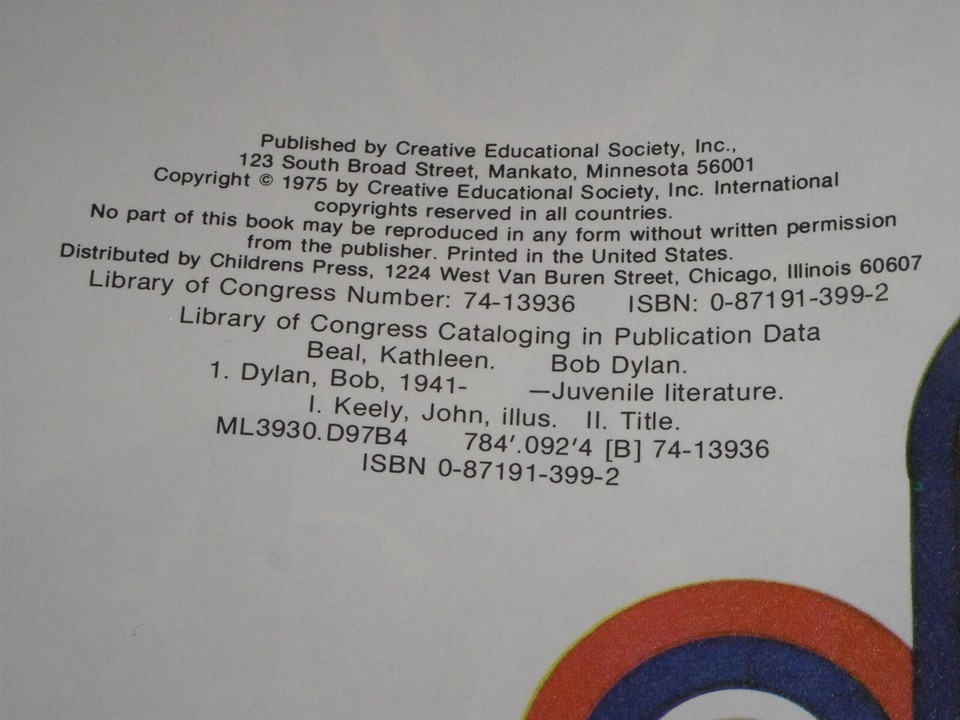 Published by Creative Educational Society, Inc.,
123 South Broad Street, Mankato, Minnesota 56001
Copyright © 1975 by Creative Educational Society, Inc. International
copyrights reserved in all countries.
No part of this book may be reproduced in any form without written permission
from the publisher. Printed in the United States.
Distributed by Childrens Press, 1224 West Van Buren Street, Chicago, Illinois 60607
Library of Congress Number: 74-13936 ISBN: 0-87191-399-2
Library of Congress Cataloging in Publication Data
Beal, Kathleen. Bob Dylan.
1. Dylan, Bob, 1941- —Juvenile literature.
I. Keely, John, illus. II. Title.
ML3930.D97B4 784′.092′4 [B] 74-13936
ISBN 0-87191-399-2